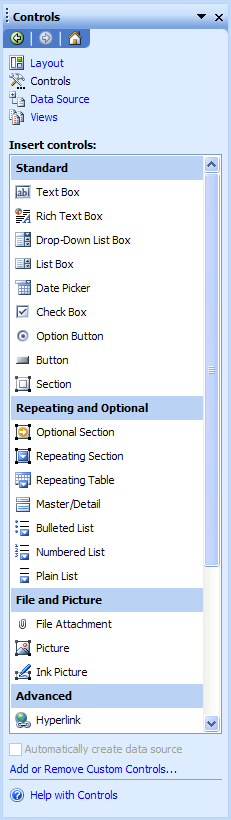 Controls
Layout
Controls
Data Source
Views
Insert controls:
Standard
Text Box
Rich Text Box
Drop-Down List Box
List Box
Date Picker
Check Box
Option Button
Button
Section
Repeating and Optional
Optional Section
Repeating Section
Repeating Table
Master/Detail
Bulleted List
Numbered List
Plain List
File and Picture
File Attachment
Picture
Ink Picture
Advanced
Hyperlink
Automatically create data source
Add or Remove Custom Controls...
Help with Controls